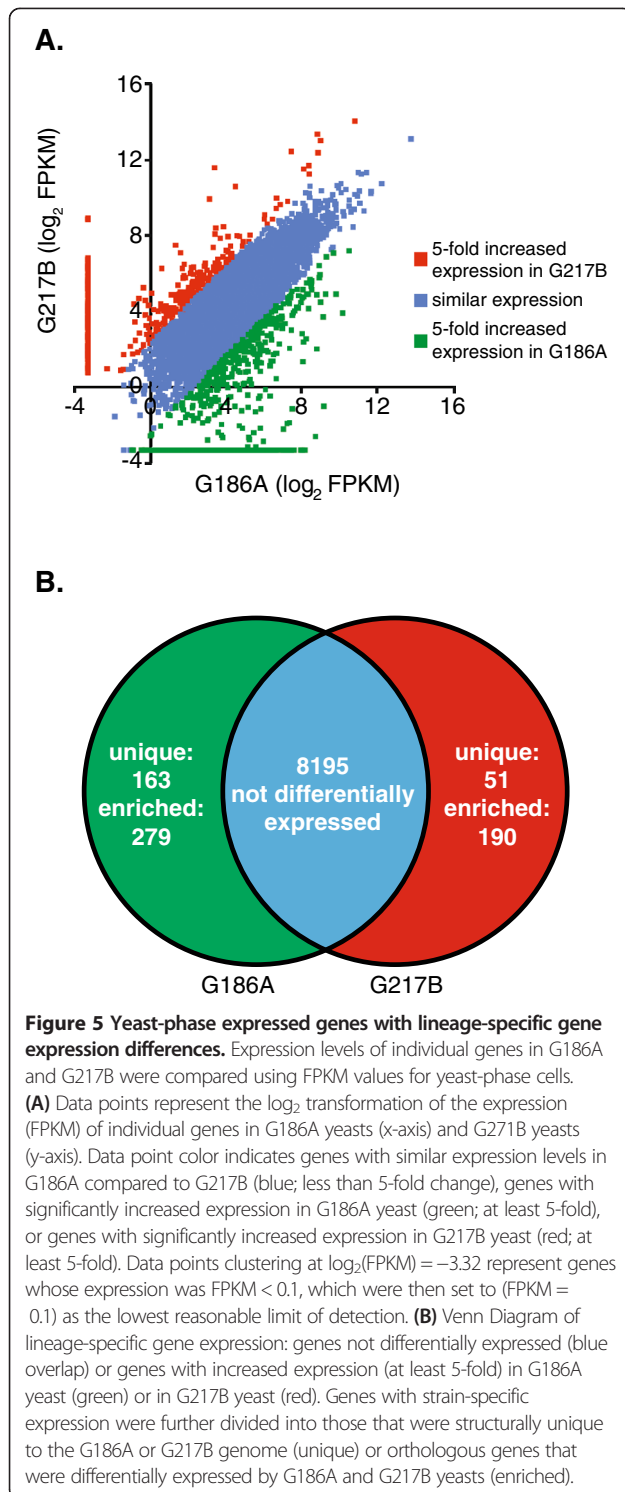 A.
16
12
8
4
0
-4
-4
0
4
8
12
16
G217B (log2 FPKM)
G186A (log2 FPKM)
5-fold increased
expression in G217B
similar expression
5-fold increased
expression in G186A
B.
unique:
163
enriched:
279
8195
not differentially
expressed
unique:
51
enriched:
190
G186A
G217B
Figure 5 Yeast-phase expressed genes with lineage-specific gene
expression differences. Expression levels of individual genes in G186A
and G217B were compared using FPKM values for yeast-phase cells.
(A) Data points represent the log2 transformation of the expression
(FPKM) of individual genes in G186A yeasts (x-axis) and G271B yeasts
(y-axis). Data point color indicates genes with similar expression levels in
G186A compared to G217B (blue; less than 5-fold change), genes with
significantly increased expression in G186A yeast (green; at least 5-fold),
or genes with significantly increased expression in G217B yeast (red; at
least 5-fold). Data points clustering at log2(FPKM) = −3.32 represent genes
whose expression was FPKM < 0.1, which were then set to (FPKM =
0.1) as the lowest reasonable limit of detection. (B) Venn Diagram of
lineage-specific gene expression: genes not differentially expressed (blue
overlap) or genes with increased expression (at least 5-fold) in G186A
yeast (green) or in G217B yeast (red). Genes with strain-specific
expression were further divided into those that were structurally unique
to the G186A or G217B genome (unique) or orthologous genes that
were differentially expressed by G186A and G217B yeasts (enriched).